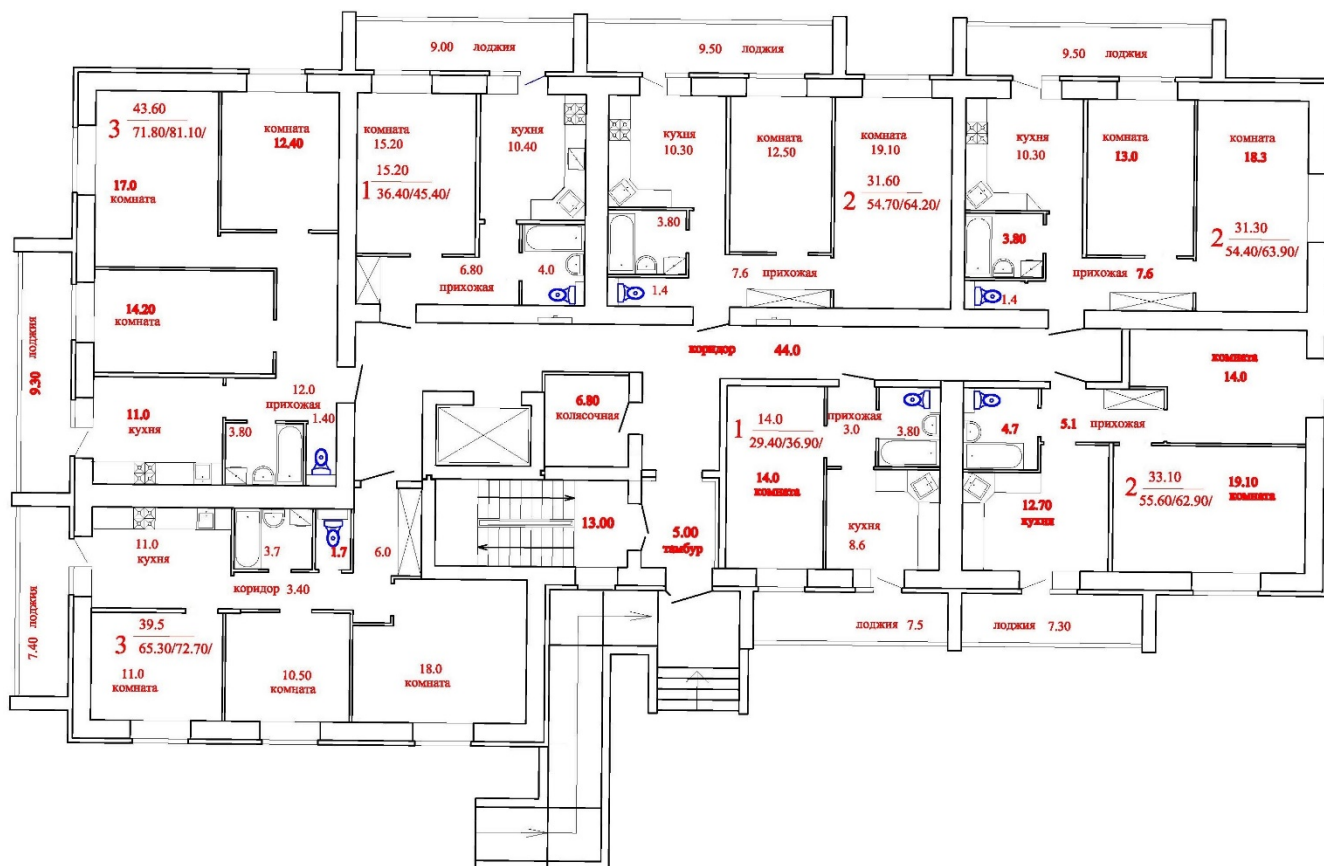 9.00 лоджия
9.50 лоджия
9.50 лоджия
43.60
3 71.80/81.10/
17.0
комната
комната
12.40
комната
15.20
15.20
1 36.40/45.40/
кухня
10.40
6.80
прихожая
4.0
кухня
10.30
3.80
1.4
комната
12.50
7.6 прихожая
комната
19.10
31.60
2 54.70/64.20/
кухня
10.30
3.80
1.4
комната
13.0
прихожая 7.6
комната
18.3
31.30
2 54.40/63.90/
14.20
комната
9.30 лоджия
11.0
кухня
12.0
прихожая
3.80
1.40
коридор 44.0
6.80
колясочная
13.00
5.00
тамбур
14.0
1 29.40/36.90/
14.0
комната
прихожая
3.0
3.80
кухня
8.6
лоджия 7.5
комната
14.0
4.7
5.1 прихожая
12.70
кухня
33.10
2 55.60/62.90/
19.10
комната
лоджия 7.30
7.40 лоджия
11.0
кухня
3.7
1.7
6.0
коридор 3.40
39.5
3 65.30/72.70/
11.0
комната
10.50
комната
18.0
комната